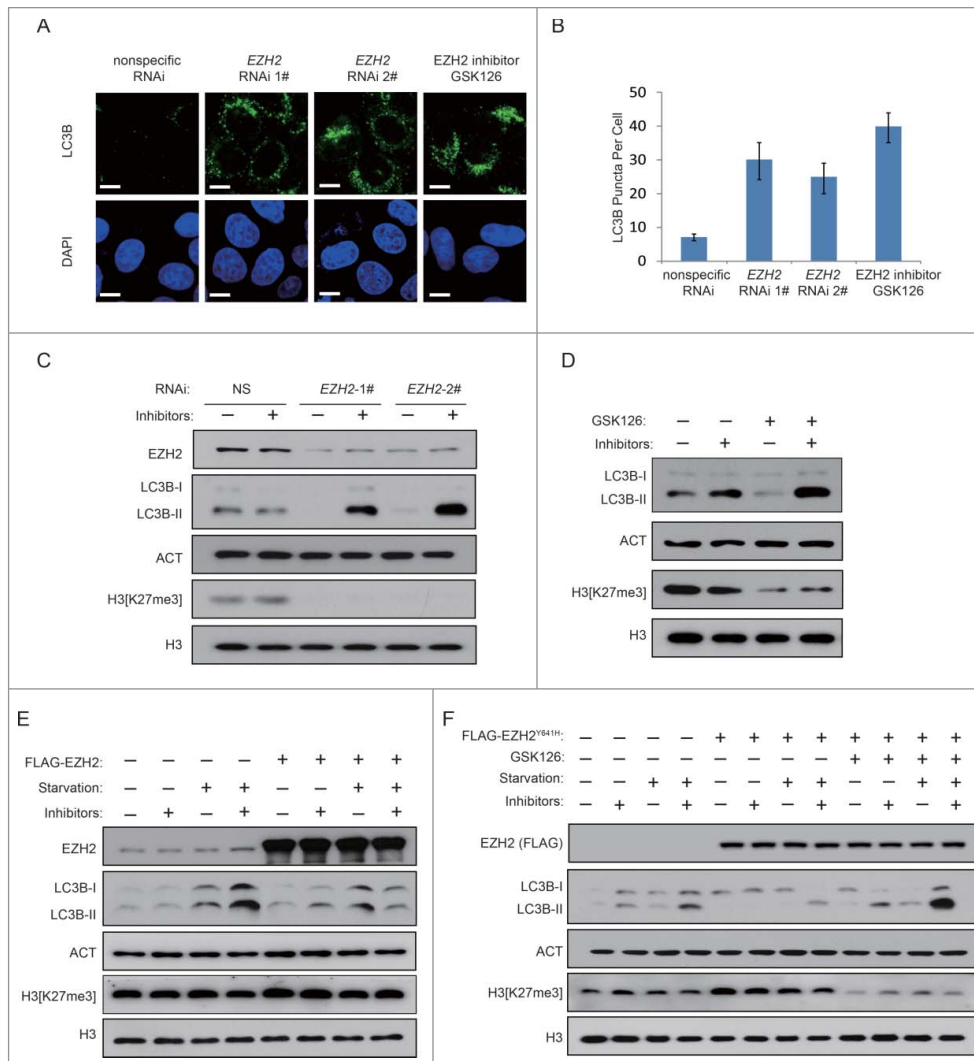 A
nonspecific EZH2 EZH2 EZH2 inhibitor
RNAi RNAi 1# RNAi 2# GSK126
LC3B
DAPI
B
LC3B Puncta Per Cell
50
40
30
20
10
0
nonspecific EZH2 EZH2 EZH2 inhibitor
RNAi RNAi 1# RNAi 2# GSK126
C
RNAi: NS EZH2-1# EZH2-2#
Inhibitors: – + – + – +
EZH2
LC3B-I
LC3B-II
ACT
H3[K27me3]
H3
D
GSK126: – – + +
Inhibitors: – + – +
LC3B-I
LC3B-II
ACT
H3[K27me3]
H3
E
FLAG-EZH2: – – – – + + + +
Starvation: – – + + – – + +
Inhibitors: – + – + – + – +
EZH2
LC3B-I
LC3B-II
ACT
H3[K27me3]
H3
F
FLAG-EZH2Y641H: – – – – + + + + + + + +
GSK126: – – – – – – – – + + + +
Starvation: – – + + – – + + – – + +
Inhibitors: – + – + – + – + – + – +
EZH2 (FLAG)
LC3B-I
LC3B-II
ACT
H3[K27me3]
H3